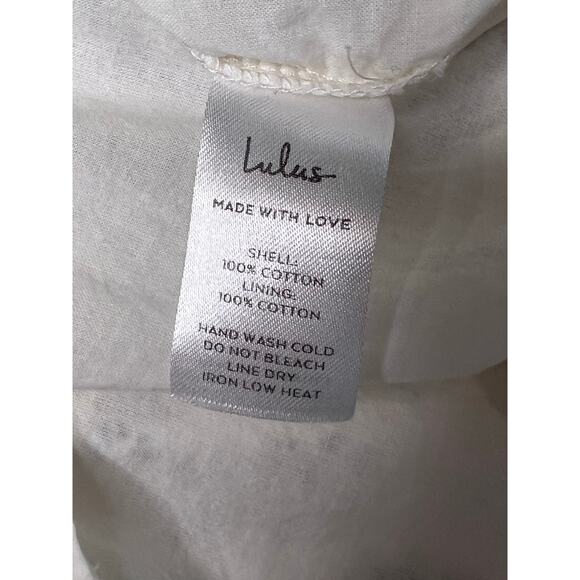 Lulus
MADE WITH LOVE
SHELL:
100% COTTON
LINING:
100% COTTON
HAND WASH COLD
DO NOT BLEACH
LINE DRY
IRON LOW HEAT